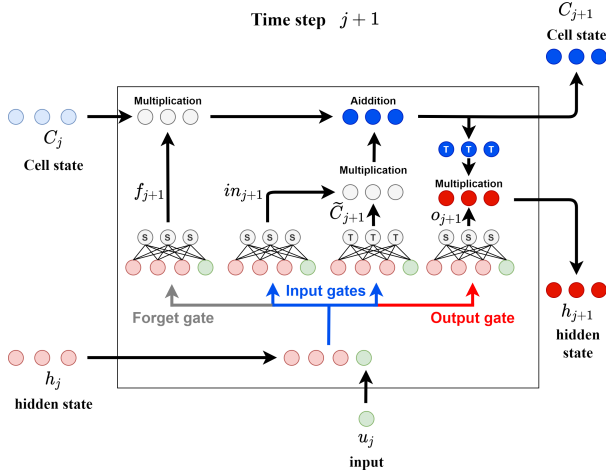 Time step j+1
C_{j+1}
Cell state
Multiplication
Aiddition
C_j
Cell state
T T T
Multiplication
Multiplication
f_{j+1}
in_{j+1}
C̃_{j+1}
o_{j+1}
S S S
S S S
T T T
S S S
Input gates
Forget gate
Output gate
h_{j+1}
hidden
state
h_j
hidden state
u_j
input